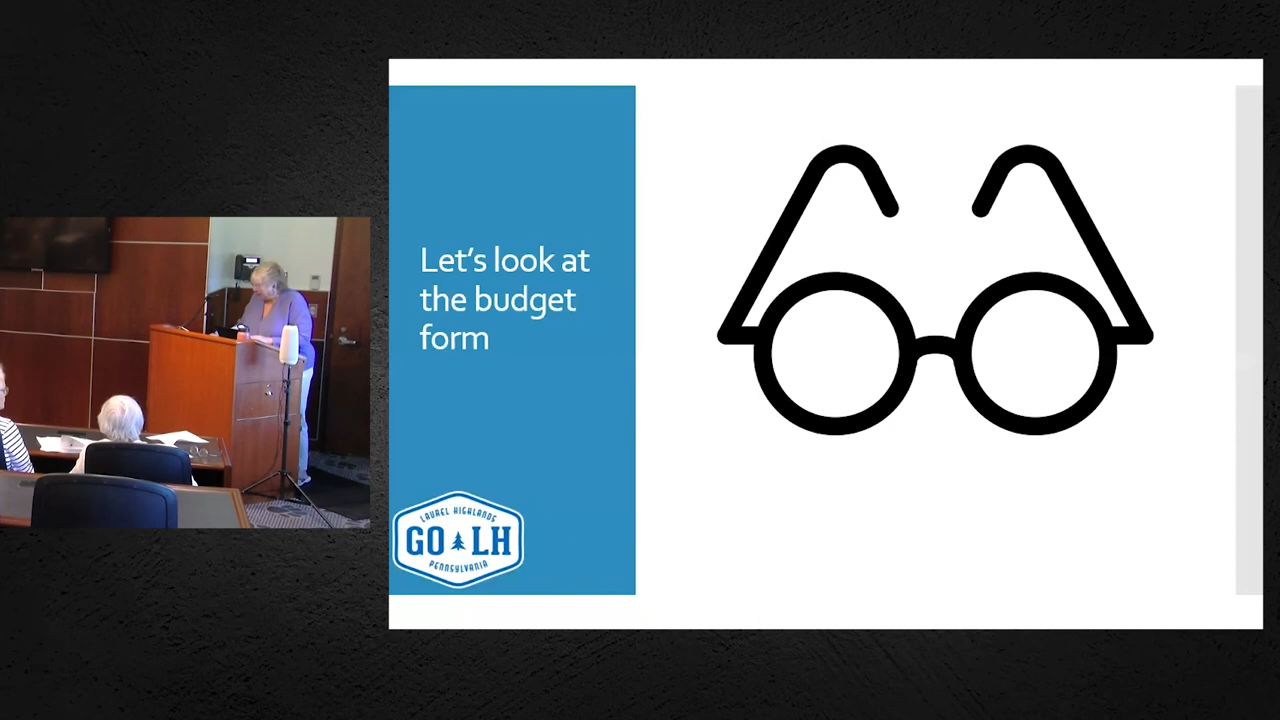 Let's look at
the budget
form
LAUREL HIGHLANDS
GO LH
PENNSYLVANIA